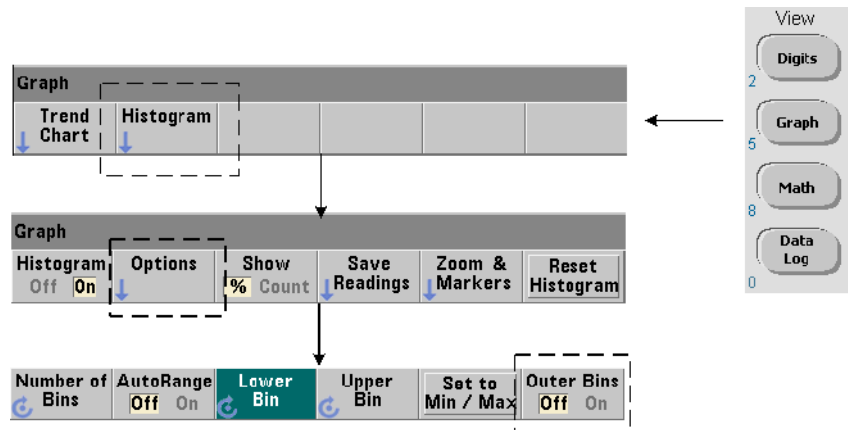 View
Digits
2
Graph
5
Math
8
Data
Log
0
Graph
Trend
Chart
Histogram
Graph
Histogram
Off On
Options
Show
% Count
Save
Readings
Zoom &
Markers
Reset
Histogram
Number of
Bins
AutoRange
Off On
Lower
Bin
Upper
Bin
Set to
Min / Max
Outer Bins
Off On